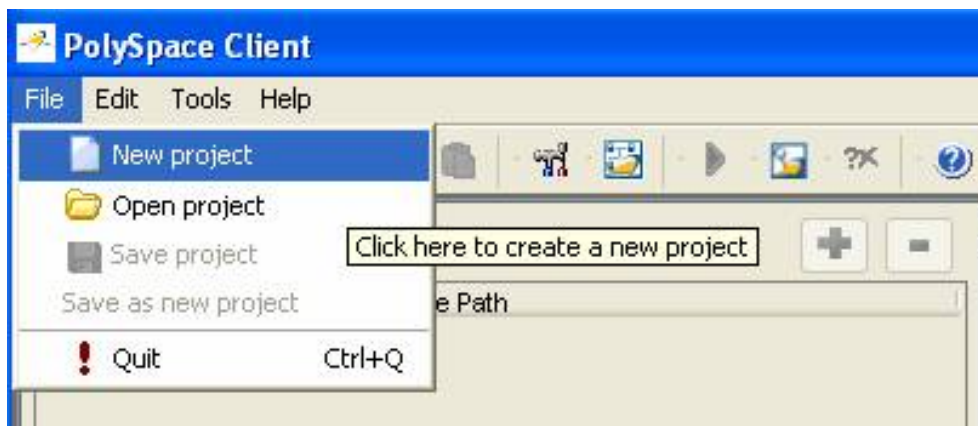 PolySpace Client
File Edit Tools Help
New project
Open project
Click here to create a new project
Save project
Save as new project
e Path
Quit Ctrl+Q